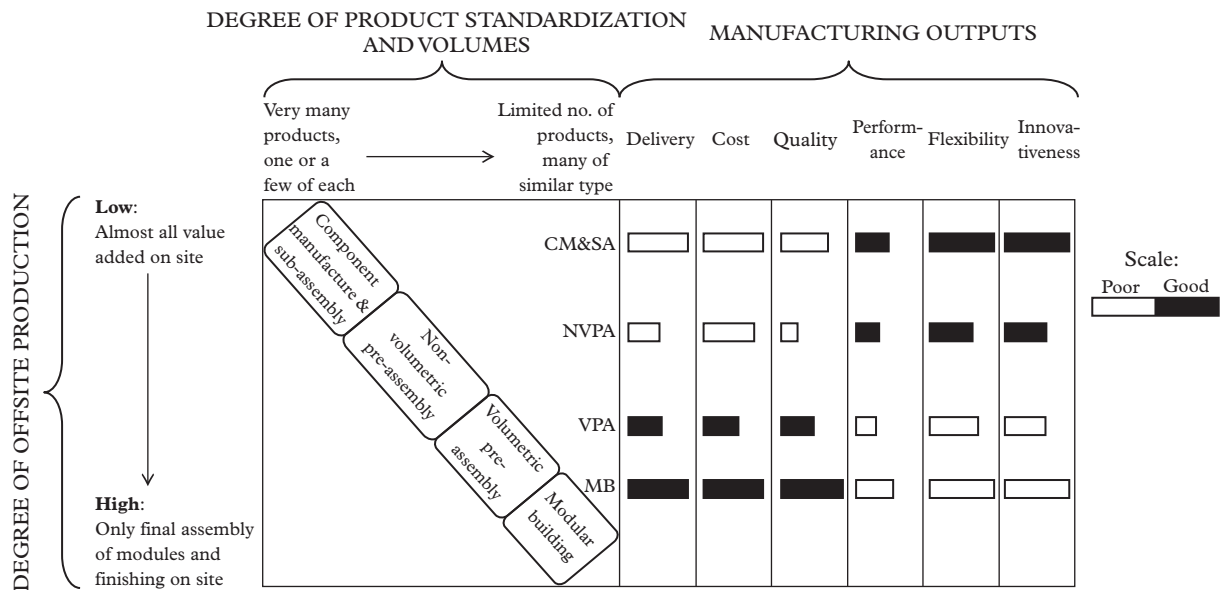 DEGREE OF PRODUCT STANDARDIZATION
AND VOLUMES
MANUFACTURING OUTPUTS
Very many
products,
one or a
few of each
Limited no. of
products,
many of
similar type
Delivery
Cost
Quality
Perform-
ance
Flexibility
Innova-
tiveness
DEGREE OF OFFSITE PRODUCTION
Low:
Almost all value
added on site
High:
Only final assembly
of modules and
finishing on site
Component
manufacture &
sub-assembly
Non-
volumetric
pre-assembly
Volumetric
pre-
assembly
Modular
building
CM&SA
NVPA
VPA
MB
Scale:
Poor Good